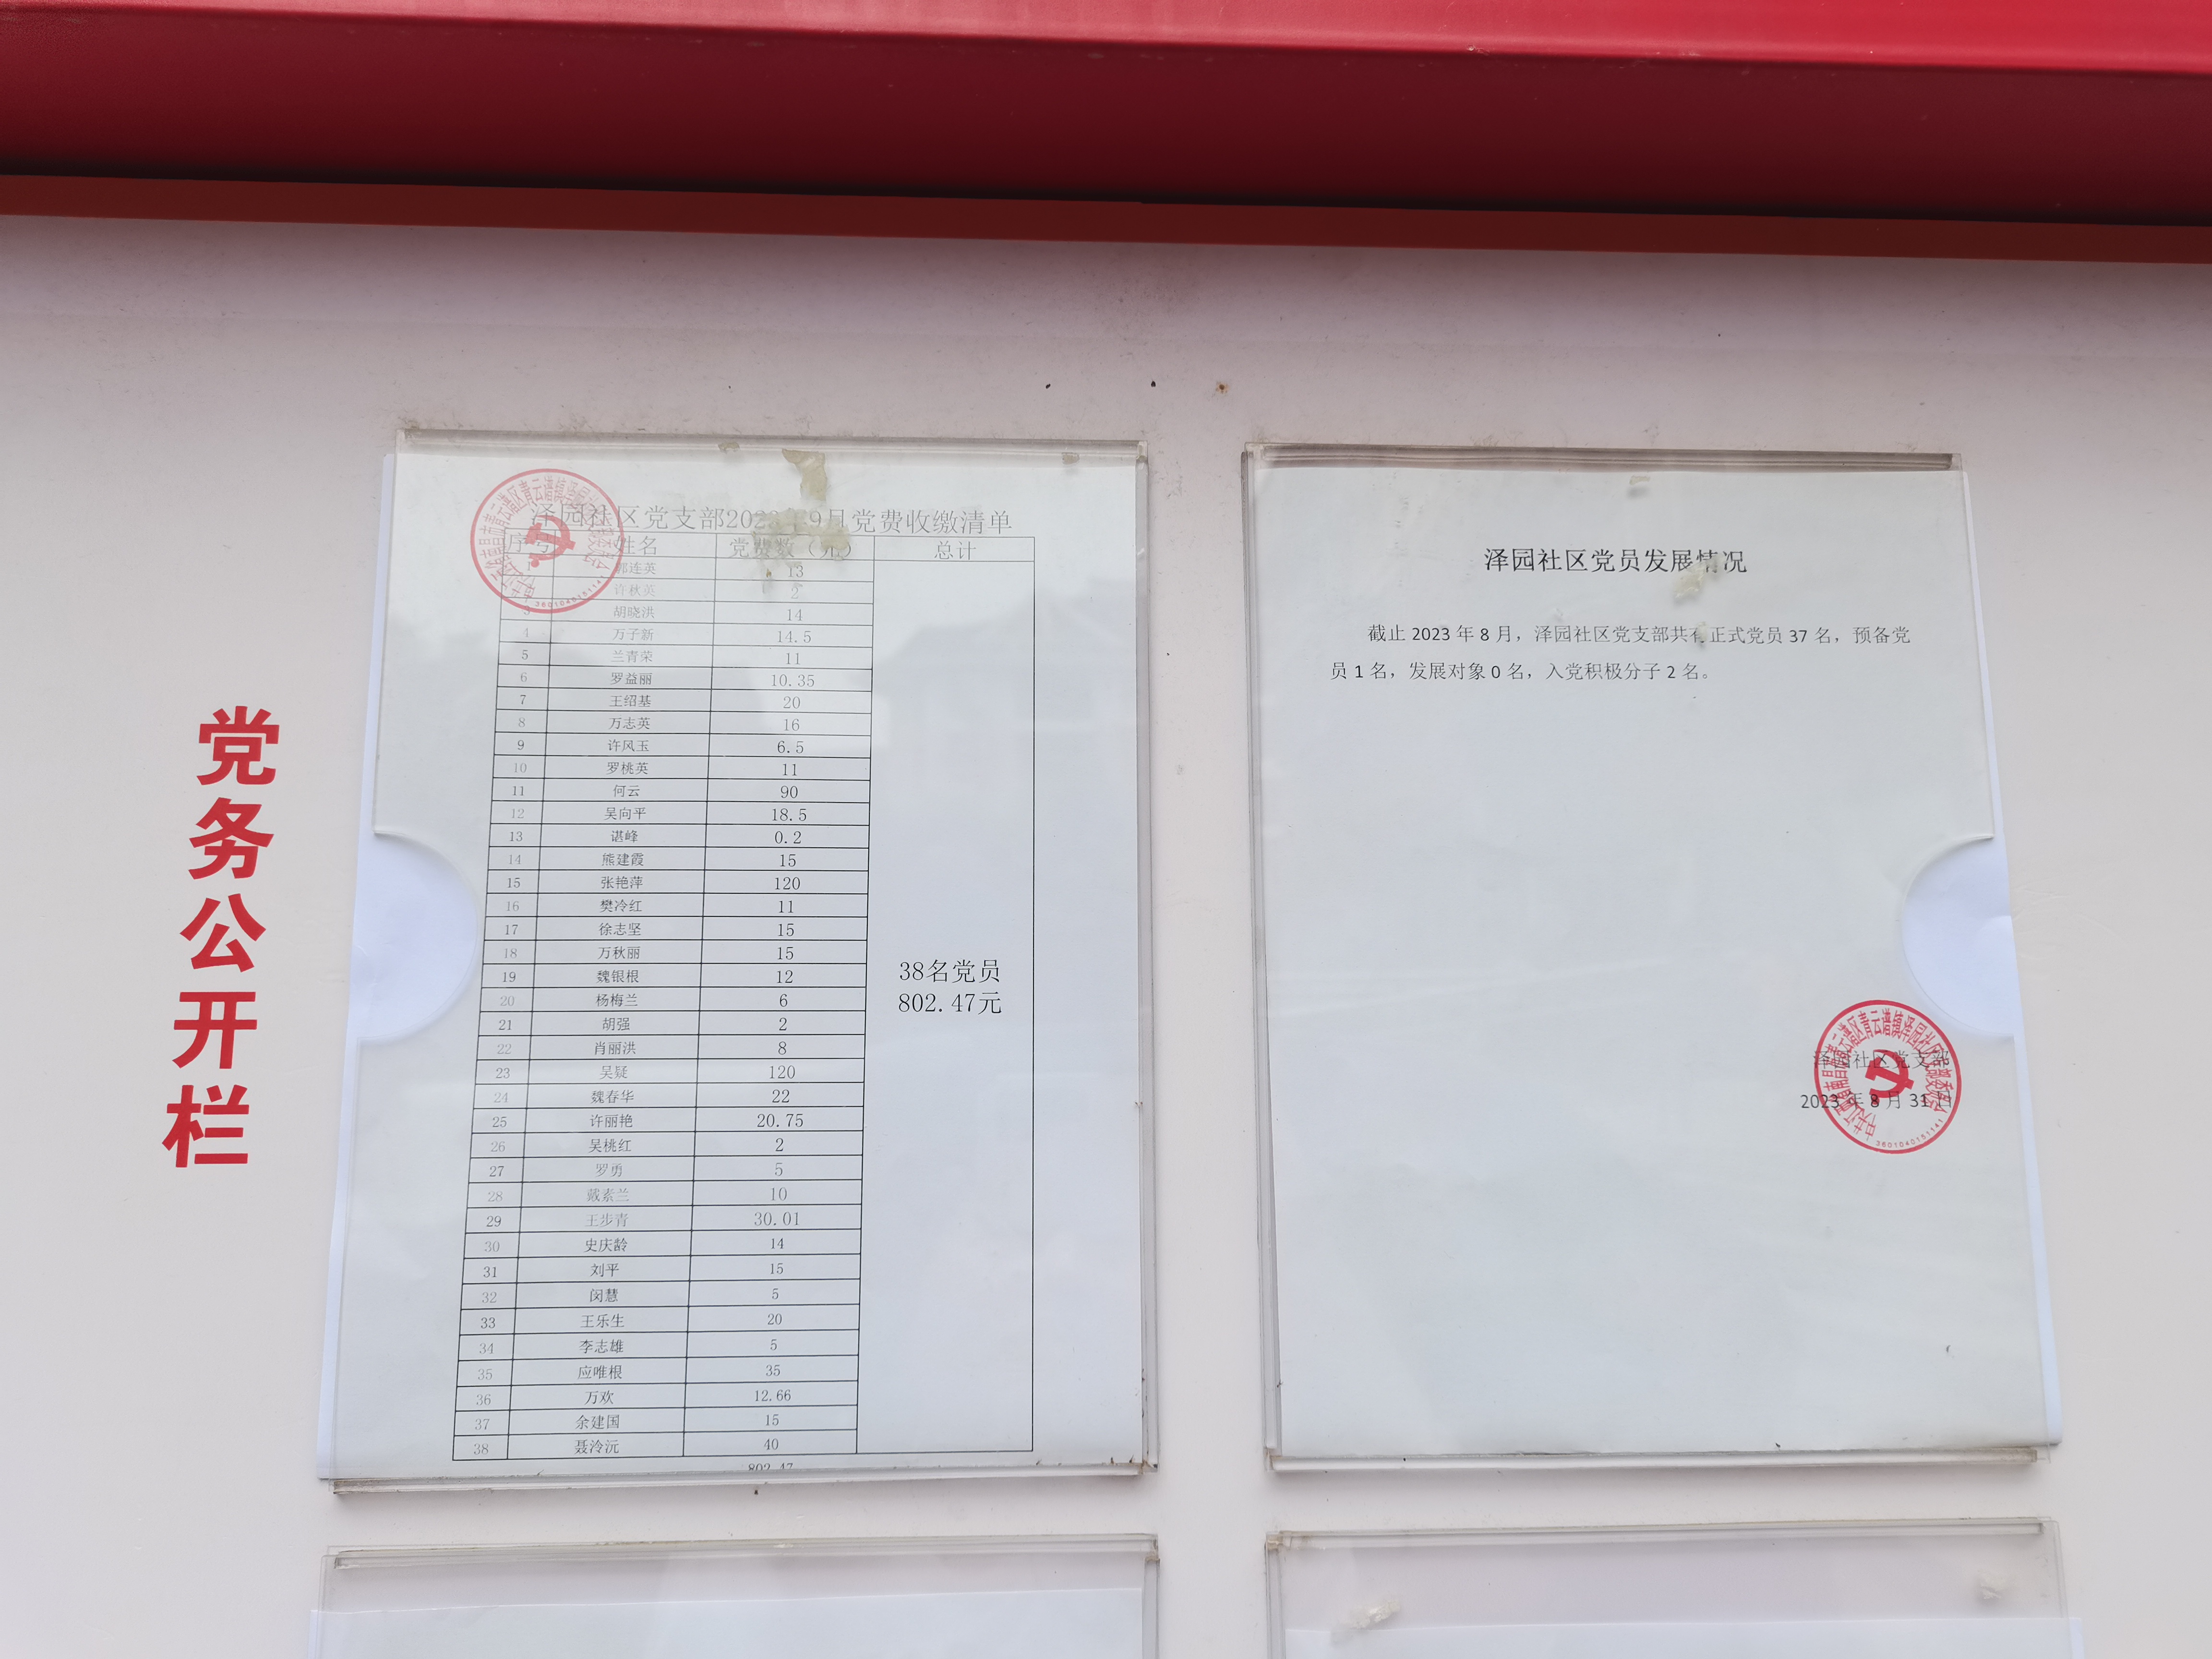 党务公开栏
泽园社区党支部2023年9月党费收缴清单
序号 姓名 党费数（元） 总计
1 郭连英 13
2 许秋英 2
3 胡晓洪 14
4 万子新 14.5
5 兰青荣 11
6 罗益丽 10.35
7 王绍基 20
8 万志英 16
9 许风玉 6.5
10 罗桃英 11
11 何云 90
12 吴向平 18.5
13 谌峰 0.2
14 熊建霞 15
15 张艳萍 120
16 樊冷红 11
17 徐志坚 15
18 万秋丽 15
19 魏银根 12
20 杨梅兰 6
21 胡强 2
22 肖丽洪 8
23 吴疑 120
24 魏春华 22
25 许丽艳 20.75
26 吴桃红 2
27 罗勇 5
28 戴素兰 10
29 王步青 30.01
30 史庆龄 14
31 刘平 15
32 闵慧 5
33 王乐生 20
34 李志雄 5
35 应唯根 35
36 万欢 12.66
37 余建国 15
38 聂泠沅 40
38名党员
802.47元
802.47
泽园社区党员发展情况
截止 2023 年 8 月，泽园社区党支部共有正式党员 37 名，预备党
员 1 名，发展对象 0 名，入党积极分子 2 名。
泽园社区党支部
2023 年 8 月 31 日
3601040151141